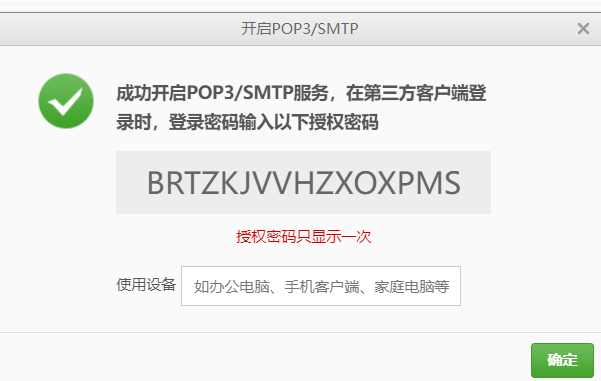 开启POP3/SMTP
成功开启POP3/SMTP服务，在第三方客户端登
录时，登录密码输入以下授权密码
BRTZKJVVHZXOXPMS
授权密码只显示一次
使用设备 如办公电脑、手机客户端、家庭电脑等
确定